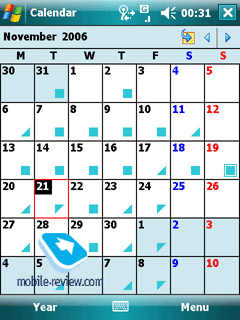 Calendar 00:31
November 2006
M T W T F S S
30 31 1 2 3 4 5
6 7 8 9 10 11 12
13 14 15 16 17 18 19
20 21 22 23 24 25 26
27 28 29 30 1 2 3
4 5 6 7 8 9 10
mobile-review.com
Year Menu